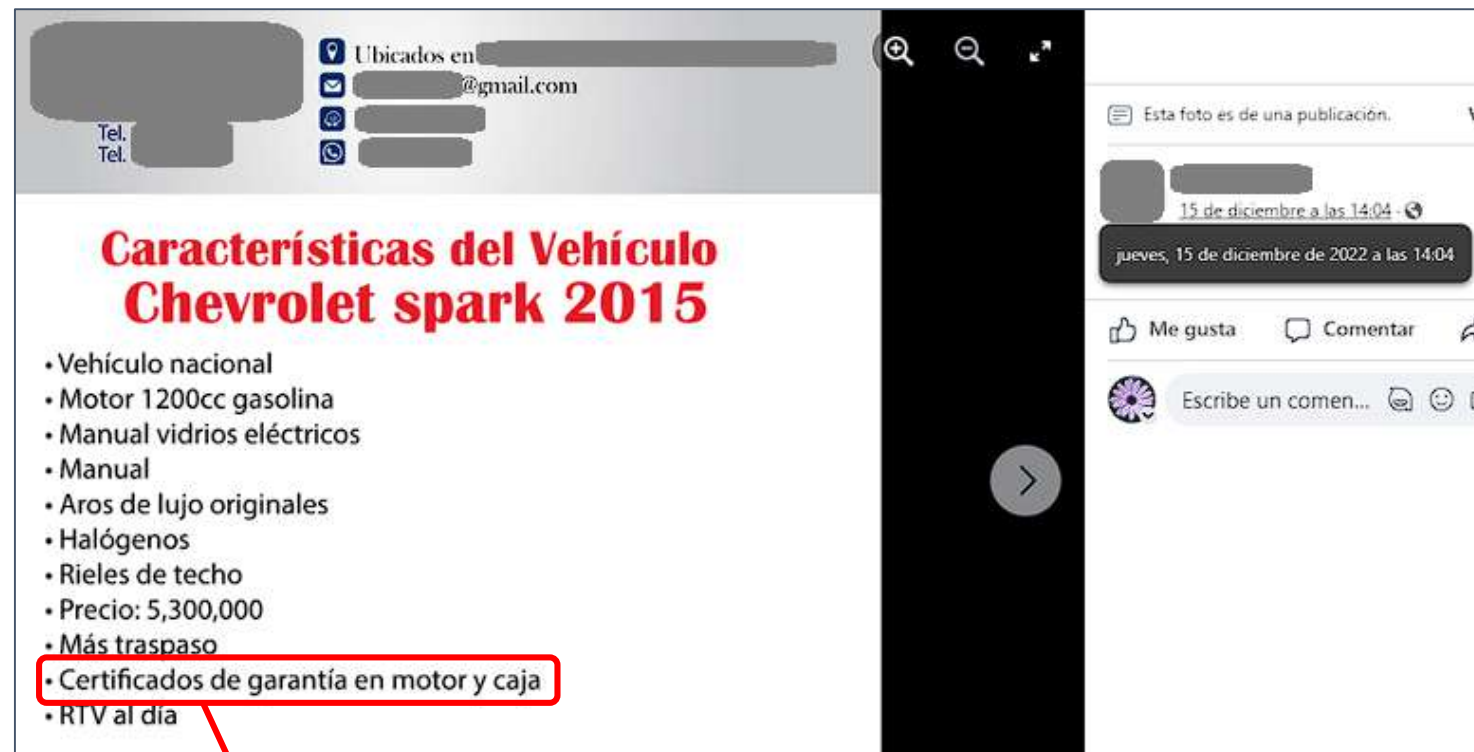 Ubicados en
@gmail.com
Tel.
Tel.
Características del Vehículo
Chevrolet spark 2015
• Vehículo nacional
• Motor 1200cc gasolina
• Manual vidrios eléctricos
• Manual
• Aros de lujo originales
• Halógenos
• Rieles de techo
• Precio: 5,300,000
• Más traspaso
• Certificados de garantía en motor y caja
• RTV al día
Esta foto es de una publicación.
15 de diciembre a las 14:04 ·
jueves, 15 de diciembre de 2022 a las 14:04
Me gusta
Comentar
Escribe un comen...